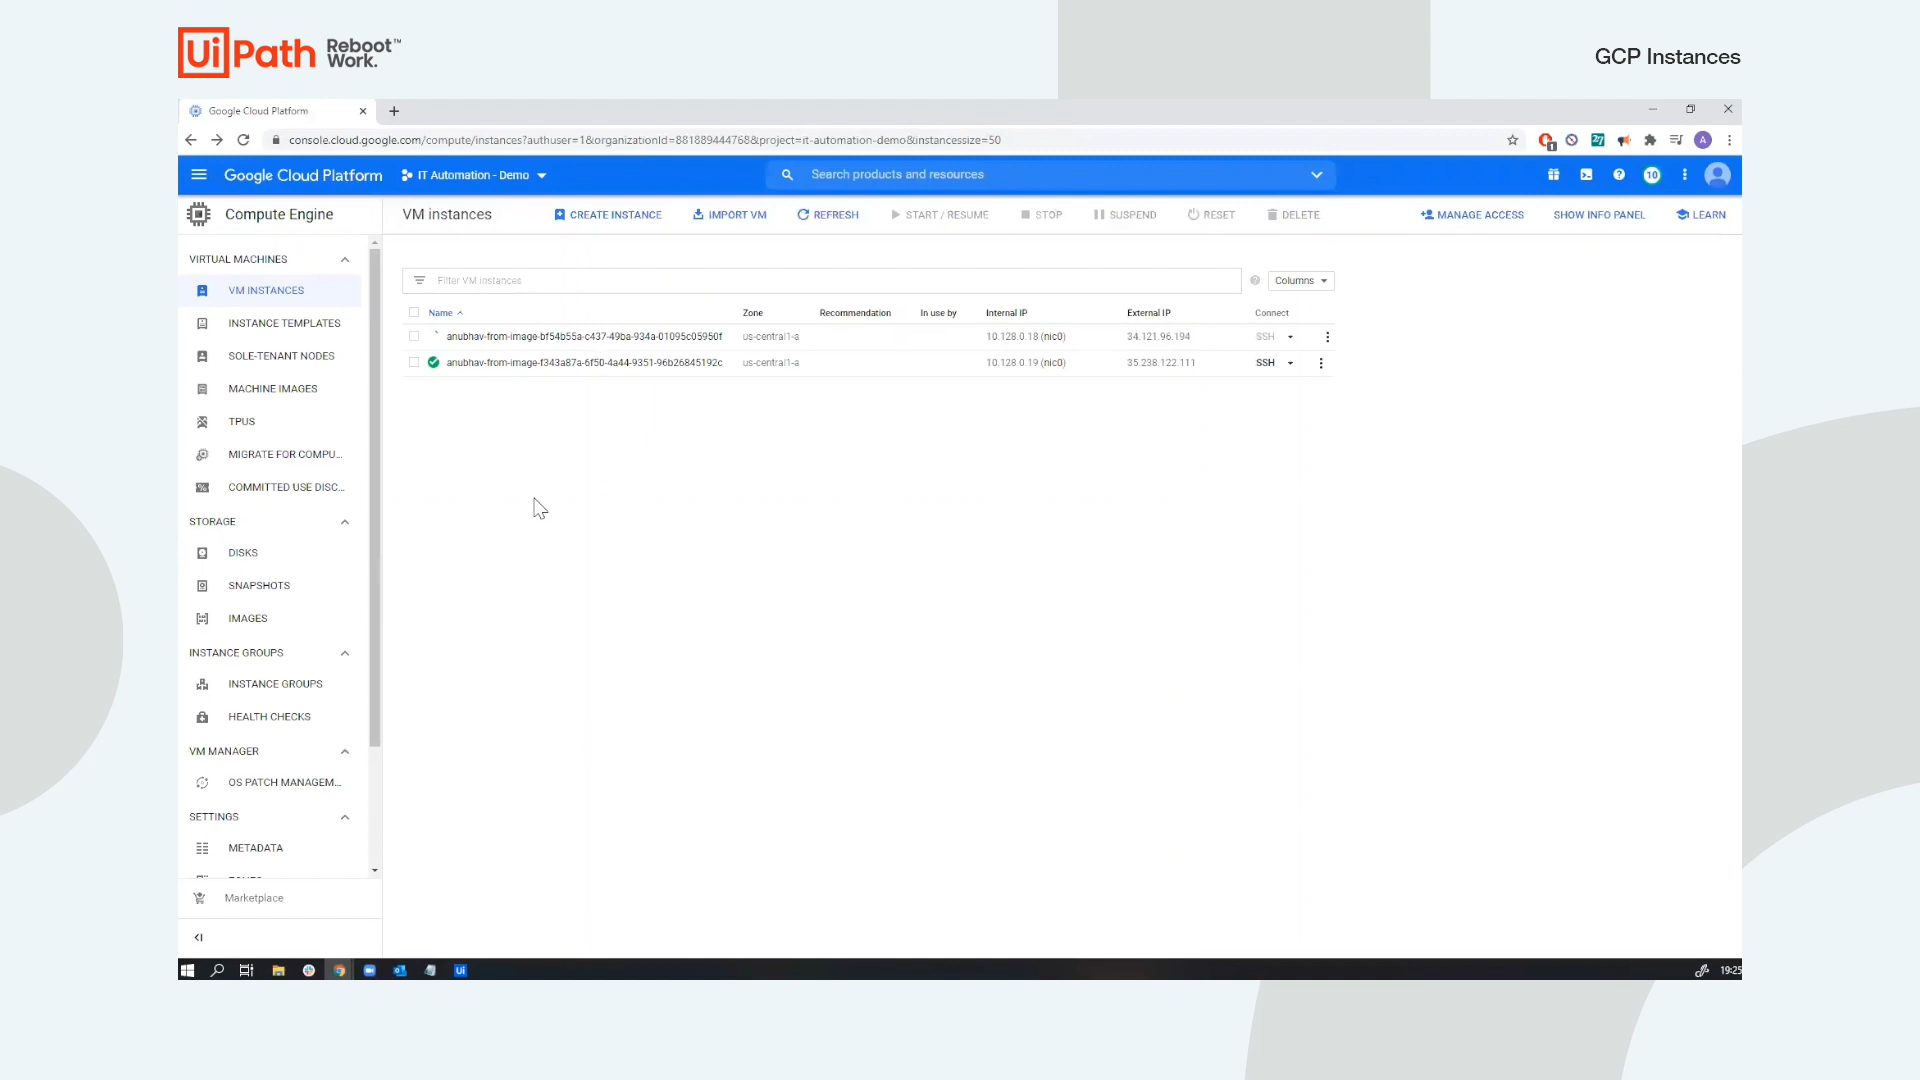 UiPath Reboot™
Work.
GCP Instances
Google Cloud Platform
console.cloud.google.com/compute/instances?authuser=1&organizationId=881889444768&project=it-automation-demo&instancessize=50
Google Cloud Platform
IT Automation - Demo
Search products and resources
10
Compute Engine
VM instances
CREATE INSTANCE
IMPORT VM
REFRESH
START / RESUME
STOP
SUSPEND
RESET
DELETE
MANAGE ACCESS
SHOW INFO PANEL
LEARN
VIRTUAL MACHINES
VM INSTANCES
INSTANCE TEMPLATES
SOLE-TENANT NODES
MACHINE IMAGES
TPUS
MIGRATE FOR COMPU...
COMMITTED USE DISC...
STORAGE
DISKS
SNAPSHOTS
IMAGES
INSTANCE GROUPS
INSTANCE GROUPS
HEALTH CHECKS
VM MANAGER
OS PATCH MANAGEM...
SETTINGS
METADATA
Marketplace
Filter VM instances
Columns
Name Zone Recommendation In use by Internal IP External IP Connect
anubhav-from-image-bf54b55a-c437-49ba-934a-01095c05950f us-central1-a 10.128.0.18 (nic0) 34.121.96.194 SSH
anubhav-from-image-f343a87a-6f50-4a44-9351-96b26845192c us-central1-a 10.128.0.19 (nic0) 35.238.122.111 SSH
Ui
19:25